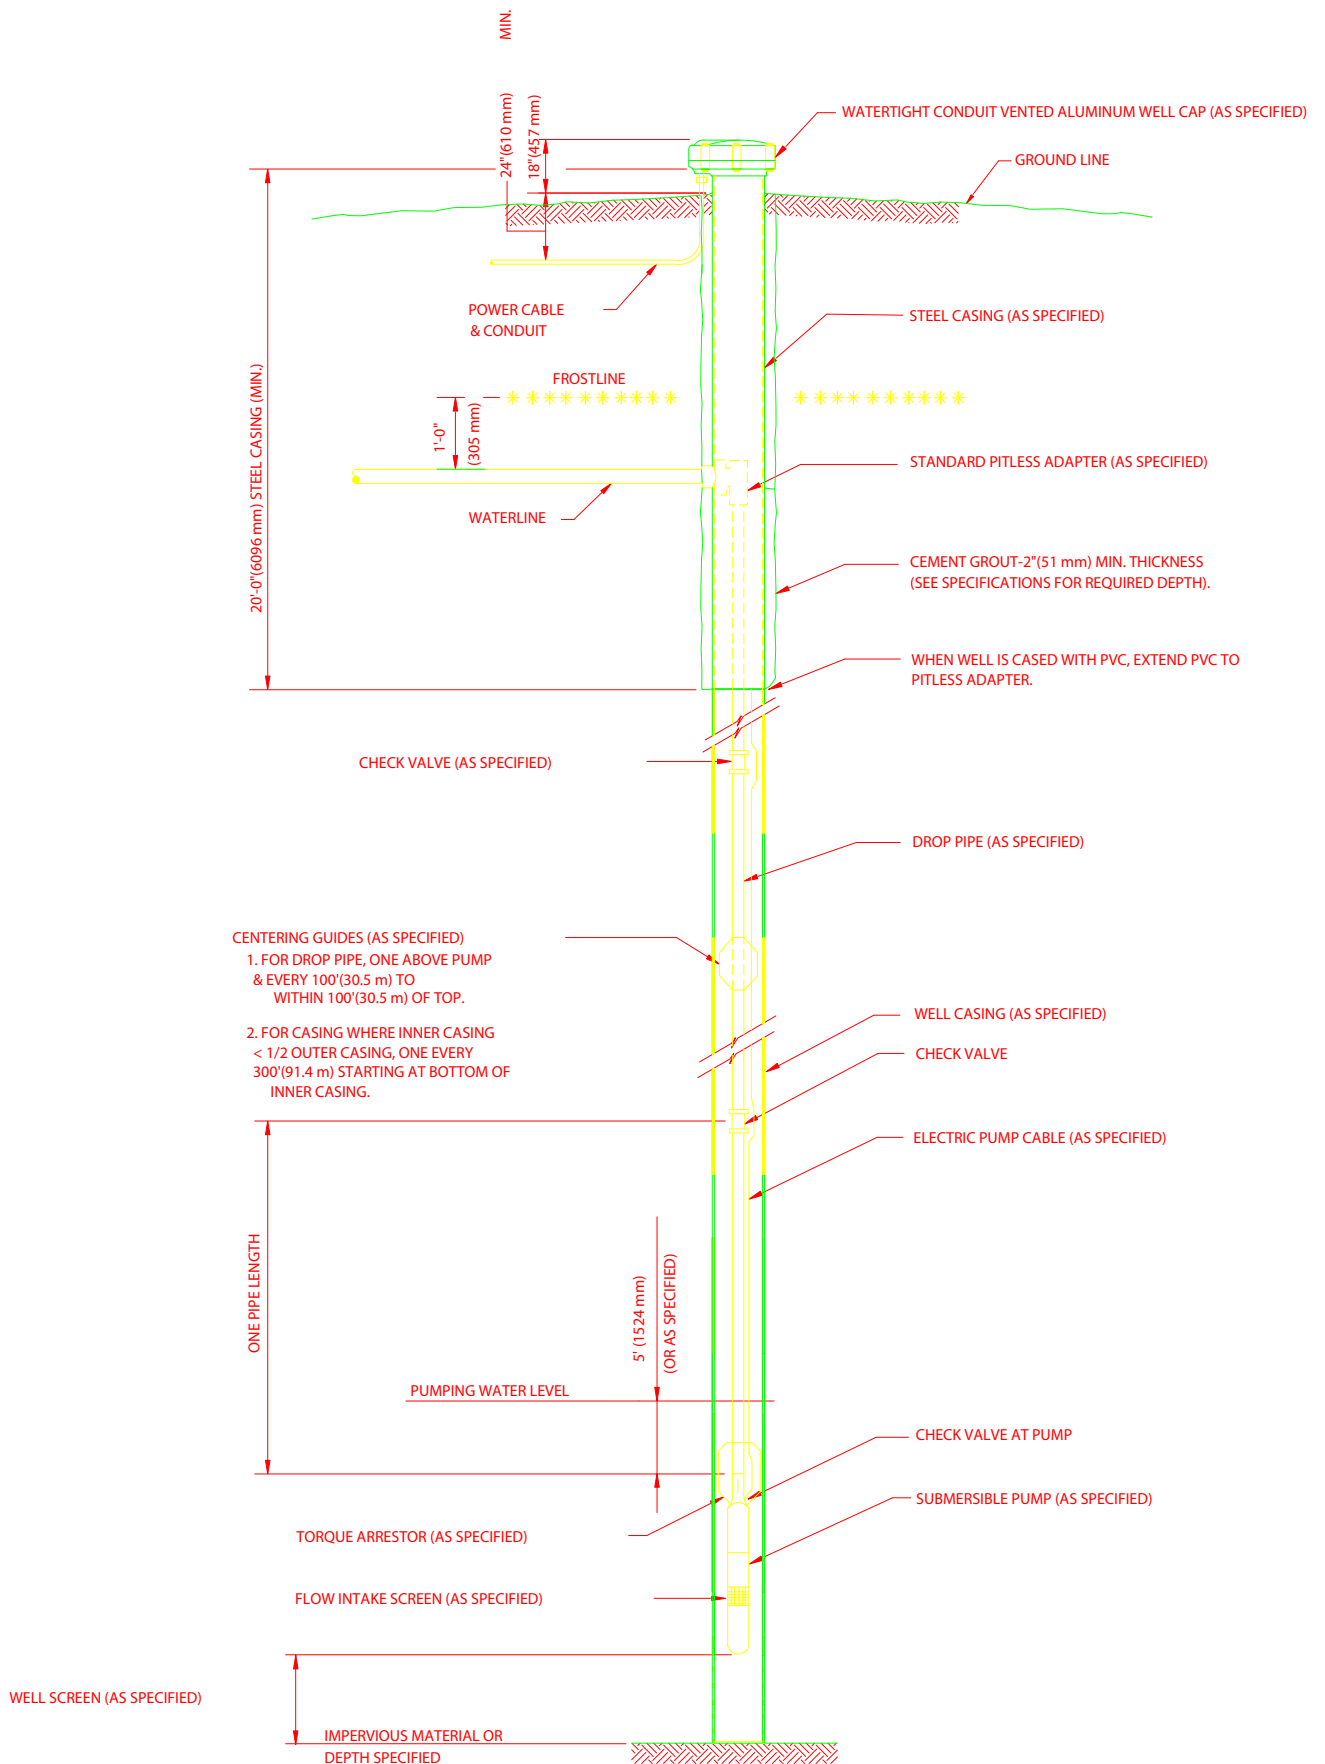 MIN.
24"(610 mm)
18"(457 mm)
WATERTIGHT CONDUIT VENTED ALUMINUM WELL CAP (AS SPECIFIED)
GROUND LINE
POWER CABLE
& CONDUIT
STEEL CASING (AS SPECIFIED)
20'-0"(6096 mm) STEEL CASING (MIN.)
FROSTLINE
1'-0"
(305 mm)
STANDARD PITLESS ADAPTER (AS SPECIFIED)
WATERLINE
CEMENT GROUT-2"(51 mm) MIN. THICKNESS
(SEE SPECIFICATIONS FOR REQUIRED DEPTH).
WHEN WELL IS CASED WITH PVC, EXTEND PVC TO
PITLESS ADAPTER.
CHECK VALVE (AS SPECIFIED)
DROP PIPE (AS SPECIFIED)
CENTERING GUIDES (AS SPECIFIED)
1. FOR DROP PIPE, ONE ABOVE PUMP
& EVERY 100'(30.5 m) TO
WITHIN 100'(30.5 m) OF TOP.
2. FOR CASING WHERE INNER CASING
< 1/2 OUTER CASING, ONE EVERY
300'(91.4 m) STARTING AT BOTTOM OF
INNER CASING.
WELL CASING (AS SPECIFIED)
CHECK VALVE
ELECTRIC PUMP CABLE (AS SPECIFIED)
ONE PIPE LENGTH
5' (1524 mm)
(OR AS SPECIFIED)
PUMPING WATER LEVEL
CHECK VALVE AT PUMP
SUBMERSIBLE PUMP (AS SPECIFIED)
TORQUE ARRESTOR (AS SPECIFIED)
FLOW INTAKE SCREEN (AS SPECIFIED)
WELL SCREEN (AS SPECIFIED)
IMPERVIOUS MATERIAL OR
DEPTH SPECIFIED